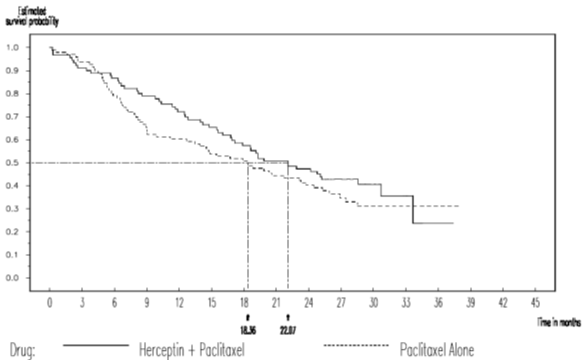 Estimated
survival probability
1.0
0.9
0.8
0.7
0.6
0.5
0.4
0.3
0.2
0.1
0.0
0 3 6 9 12 15 18 21 24 27 30 33 36 39 42 45
Time in months
18.36 22.07
Drug: Herceptin + Paclitaxel Paclitaxel Alone